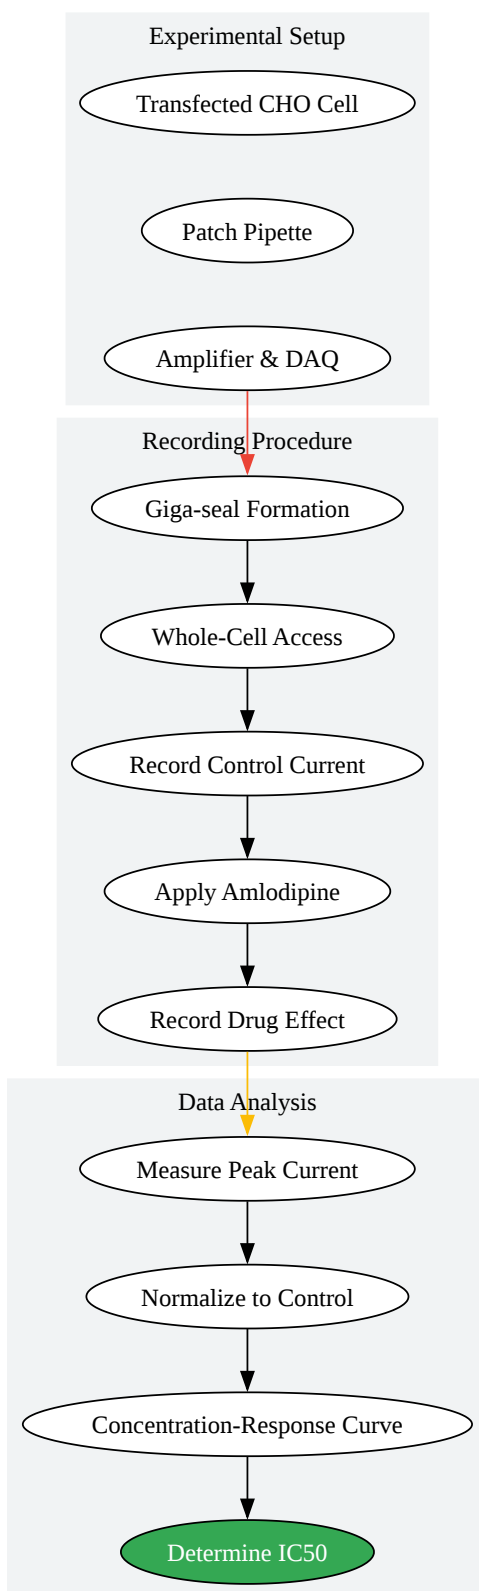 Experimental Setup
Transfected CHO Cell
Patch Pipette
Amplifier & DAQ
Recording Procedure
Giga-seal Formation
Whole-Cell Access
Record Control Current
Apply Amlodipine
Record Drug Effect
Data Analysis
Measure Peak Current
Normalize to Control
Concentration-Response Curve
Determine IC50